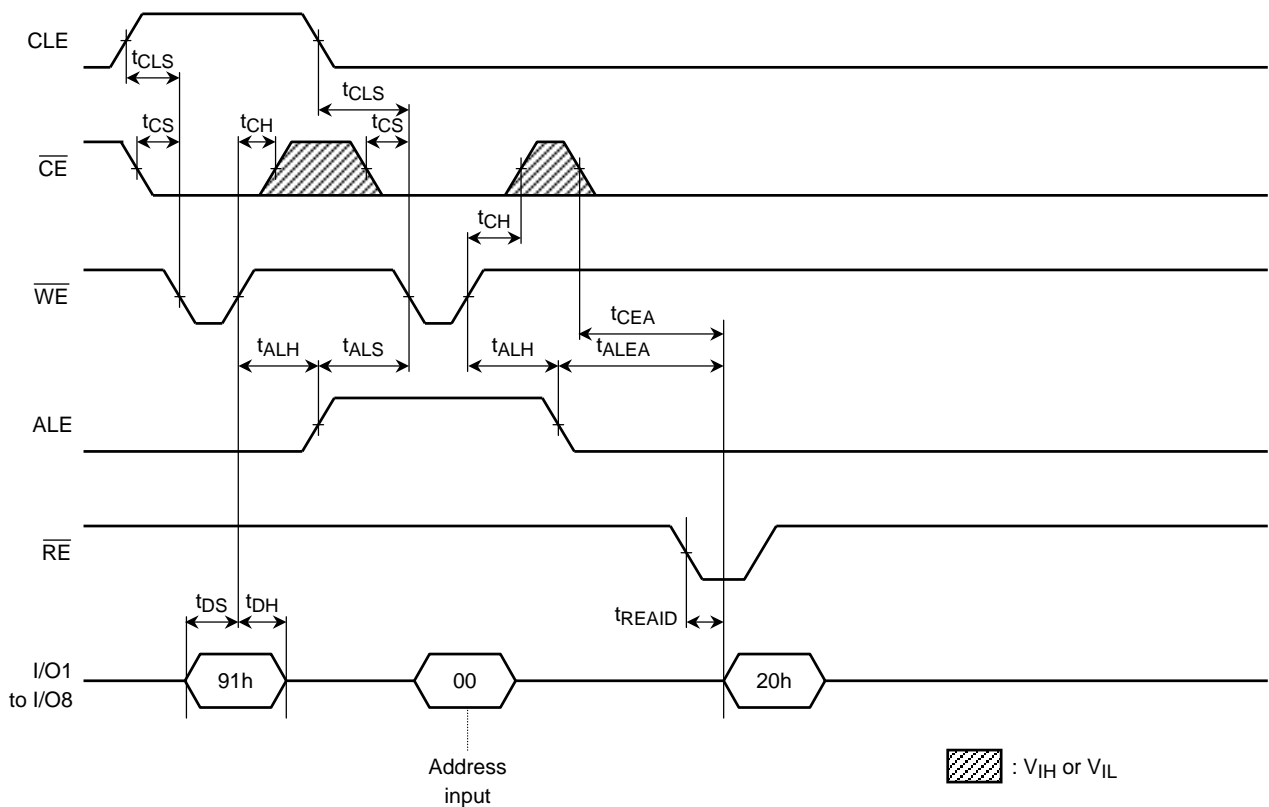 CLE
tCLS
tCLS
tCS
tCH
tCS
CE
tCH
WE
tCEA
tALH
tALS
tALH
tALEA
ALE
RE
tDS
tDH
tREAID
I/O1
to I/O8
91h
00
20h
Address
input
: VIH or VIL